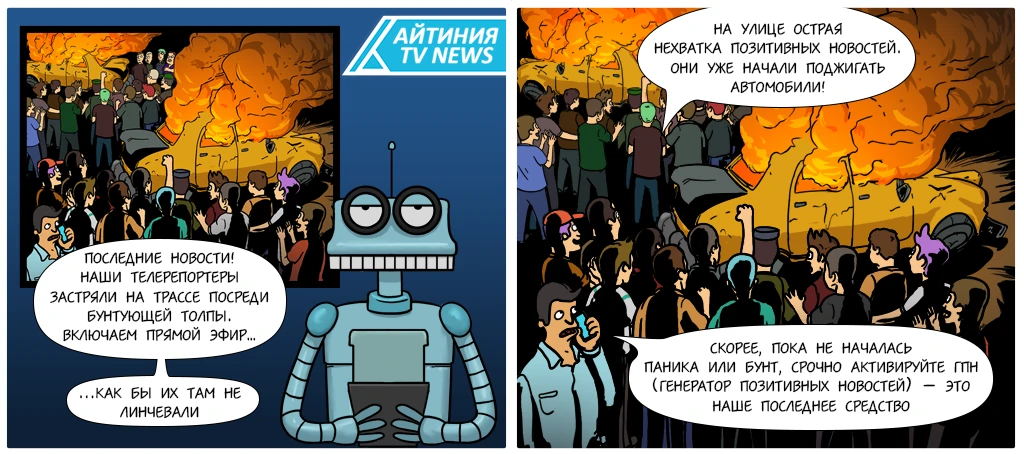 АЙТИНИЯ
TV NEWS
ПОСЛЕДНИЕ НОВОСТИ!
НАШИ ТЕЛЕРЕПОРТЕРЫ
ЗАСТРЯЛИ НА ТРАССЕ ПОСРЕДИ
БУНТУЮЩЕЙ ТОЛПЫ.
ВКЛЮЧАЕМ ПРЯМОЙ ЭФИР...
...КАК БЫ ИХ ТАМ НЕ
ЛИНЧЕВАЛИ
НА УЛИЦЕ ОСТРАЯ
НЕХВАТКА ПОЗИТИВНЫХ НОВОСТЕЙ.
ОНИ УЖЕ НАЧАЛИ ПОДЖИГАТЬ
АВТОМОБИЛИ!
СКОРЕЕ, ПОКА НЕ НАЧАЛАСЬ
ПАНИКА ИЛИ БУНТ, СРОЧНО АКТИВИРУЙТЕ ГПН
(ГЕНЕРАТОР ПОЗИТИВНЫХ НОВОСТЕЙ) — ЭТО
НАШЕ ПОСЛЕДНЕЕ СРЕДСТВО